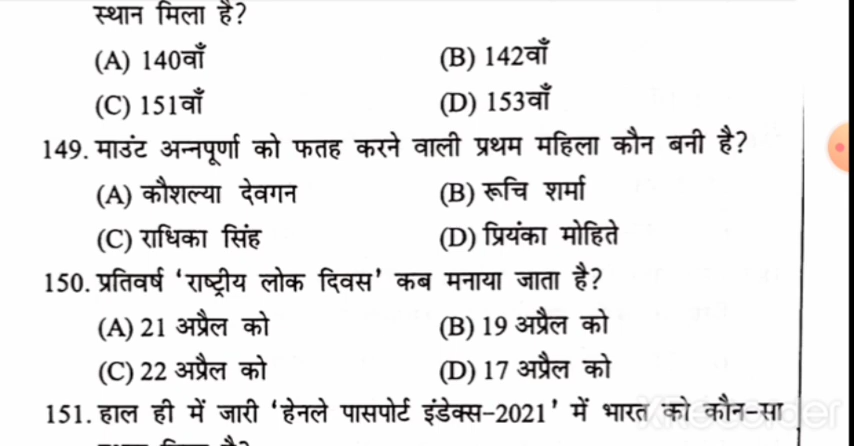 स्थान मिला है?
(A) 140वाँ (B) 142वाँ
(C) 151वाँ (D) 153वाँ
149. माउंट अन्नपूर्णा को फतह करने वाली प्रथम महिला कौन बनी है?
(A) कौशल्या देवगन (B) रूचि शर्मा
(C) राधिका सिंह (D) प्रियंका मोहिते
150. प्रतिवर्ष ‘राष्ट्रीय लोक दिवस’ कब मनाया जाता है?
(A) 21 अप्रैल को (B) 19 अप्रैल को
(C) 22 अप्रैल को (D) 17 अप्रैल को
151. हाल ही में जारी ‘हेनले पासपोर्ट इंडेक्स-2021’ में भारत को कौन-सा